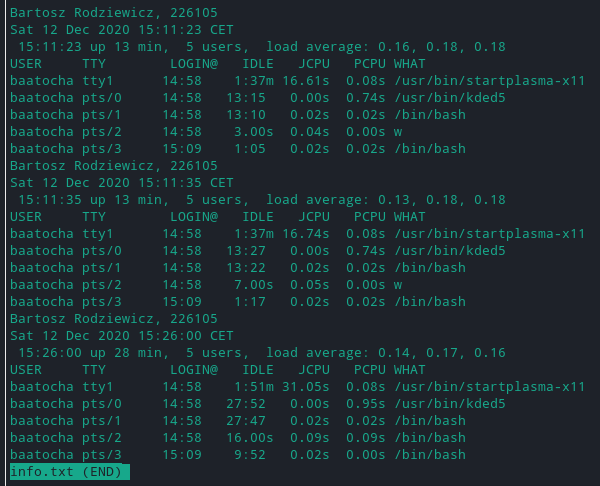 Bartosz Rodziewicz, 226105
Sat 12 Dec 2020 15:11:23 CET
 15:11:23 up 13 min,  5 users,  load average: 0.16, 0.18, 0.18
USER     TTY        LOGIN@   IDLE   JCPU   PCPU WHAT
baatocha tty1      14:58    1:37m 16.61s  0.08s /usr/bin/startplasma-x11
baatocha pts/0     14:58   13:15   0.00s  0.74s /usr/bin/kded5
baatocha pts/1     14:58   13:10   0.02s  0.02s /bin/bash
baatocha pts/2     14:58    3.00s  0.04s  0.00s w
baatocha pts/3     15:09    1:05   0.02s  0.02s /bin/bash
Bartosz Rodziewicz, 226105
Sat 12 Dec 2020 15:11:35 CET
 15:11:35 up 13 min,  5 users,  load average: 0.13, 0.18, 0.18
USER     TTY        LOGIN@   IDLE   JCPU   PCPU WHAT
baatocha tty1      14:58    1:37m 16.74s  0.08s /usr/bin/startplasma-x11
baatocha pts/0     14:58   13:27   0.00s  0.74s /usr/bin/kded5
baatocha pts/1     14:58   13:22   0.02s  0.02s /bin/bash
baatocha pts/2     14:58    7.00s  0.05s  0.00s w
baatocha pts/3     15:09    1:17   0.02s  0.02s /bin/bash
Bartosz Rodziewicz, 226105
Sat 12 Dec 2020 15:26:00 CET
 15:26:00 up 28 min,  5 users,  load average: 0.14, 0.17, 0.16
USER     TTY        LOGIN@   IDLE   JCPU   PCPU WHAT
baatocha tty1      14:58    1:51m 31.05s  0.08s /usr/bin/startplasma-x11
baatocha pts/0     14:58   27:52   0.00s  0.95s /usr/bin/kded5
baatocha pts/1     14:58   27:47   0.02s  0.02s /bin/bash
baatocha pts/2     14:58   16.00s  0.09s  0.09s /bin/bash
baatocha pts/3     15:09    9:52   0.02s  0.00s /bin/bash
info.txt (END)